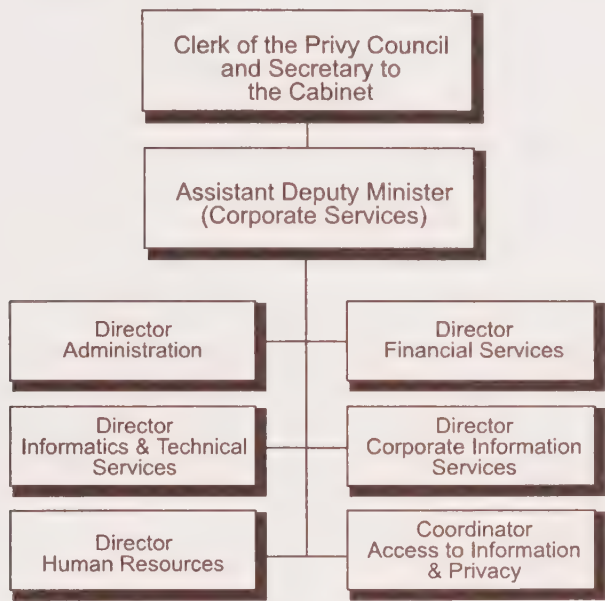 Clerk of the Privy Council
and Secretary to
the Cabinet
Assistant Deputy Minister
(Corporate Services)
Director
Administration
Director
Financial Services
Director
Informatics & Technical
Services
Director
Corporate Information
Services
Director
Human Resources
Coordinator
Access to Information
& Privacy